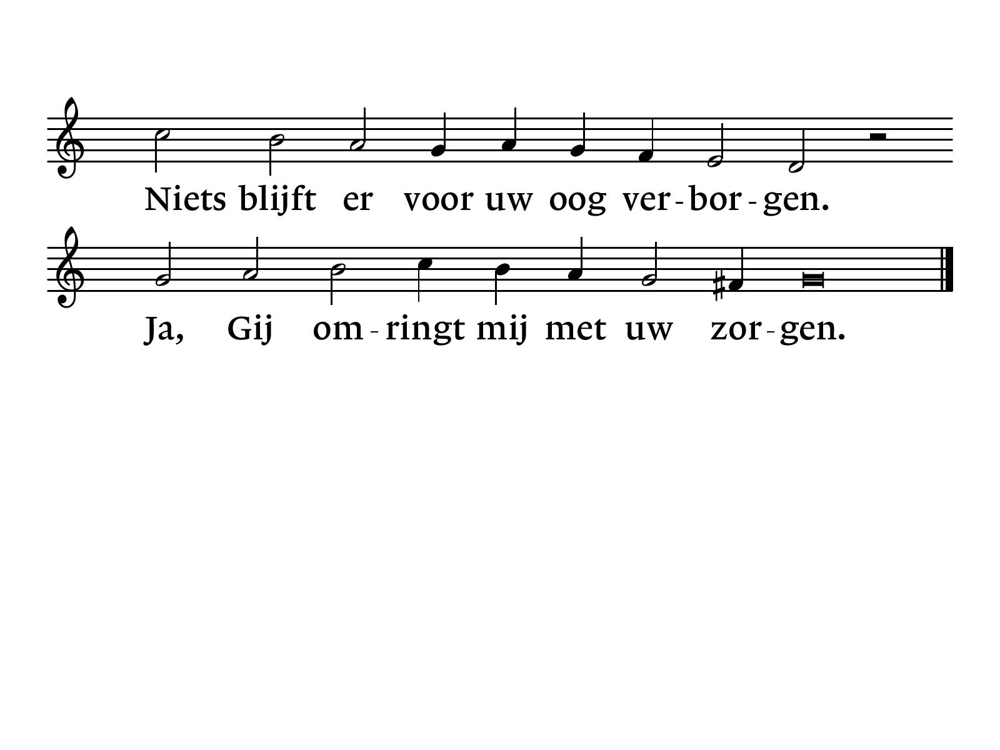 Niets blijft er voor uw oog ver-bor-gen.
Ja, Gij om-ringt mij met uw zor-gen.